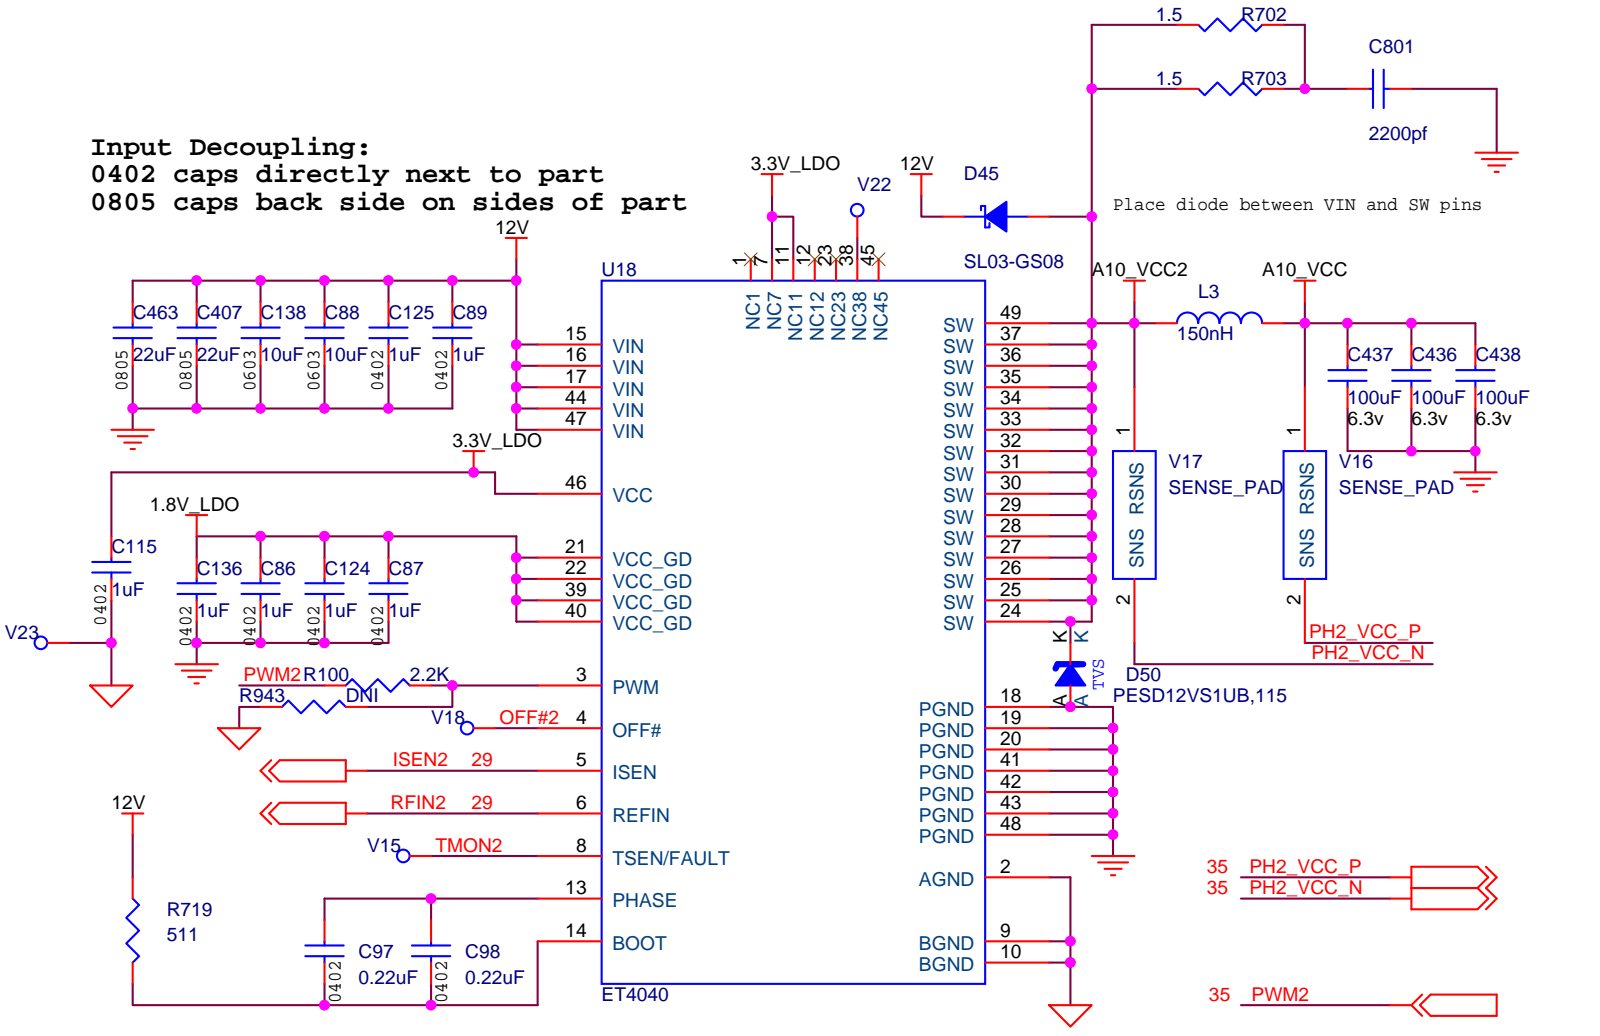 1.5 R702
C801
1.5 R703
2200pf
Input Decoupling:
0402 caps directly next to part
0805 caps back side on sides of part
3.3V_LDO
V22
12V
D45
SL03-GS08
Place diode between VIN and SW pins
12V
C463 22uF 0805
C407 22uF 0805
C138 10uF 0603
C88 10uF 0603
C125 1uF 0402
C89 1uF 0402
U18
1 NC1
7 NC7
11 NC11
12 NC12
23 NC23
38 NC38
45 NC45
15 VIN
16 VIN
17 VIN
44 VIN
47 VIN
3.3V_LDO
46 VCC
1.8V_LDO
C115 1uF 0402
C136 1uF 0402
C86 1uF 0402
C124 1uF 0402
C87 1uF 0402
21 VCC_GD
22 VCC_GD
39 VCC_GD
40 VCC_GD
V23
PWM2 R100 2.2K 3 PWM
R943 DNI
V18 OFF#2 4 OFF#
ISEN2 29 5 ISEN
RFIN2 29 6 REFIN
V15 TMON2 8 TSEN/FAULT
13 PHASE
14 BOOT
12V
R719
511
C97 0.22uF 0402
C98 0.22uF 0402
ET4040
SW 49
SW 37
SW 36
SW 35
SW 34
SW 33
SW 32
SW 31
SW 30
SW 29
SW 28
SW 27
SW 26
SW 25
SW 24
PGND 18
PGND 19
PGND 20
PGND 41
PGND 42
PGND 43
PGND 48
AGND 2
BGND 9
BGND 10
A10_VCC2
L3
150nH
A10_VCC
C437 100uF 6.3v
C436 100uF 6.3v
C438 100uF 6.3v
1 SNS RSNS 2
V17
SENSE_PAD
1 SNS RSNS 2
V16
SENSE_PAD
PH2_VCC_P
PH2_VCC_N
K K
TVS
A A
D50
PESD12VS1UB,115
35 PH2_VCC_P
35 PH2_VCC_N
35 PWM2